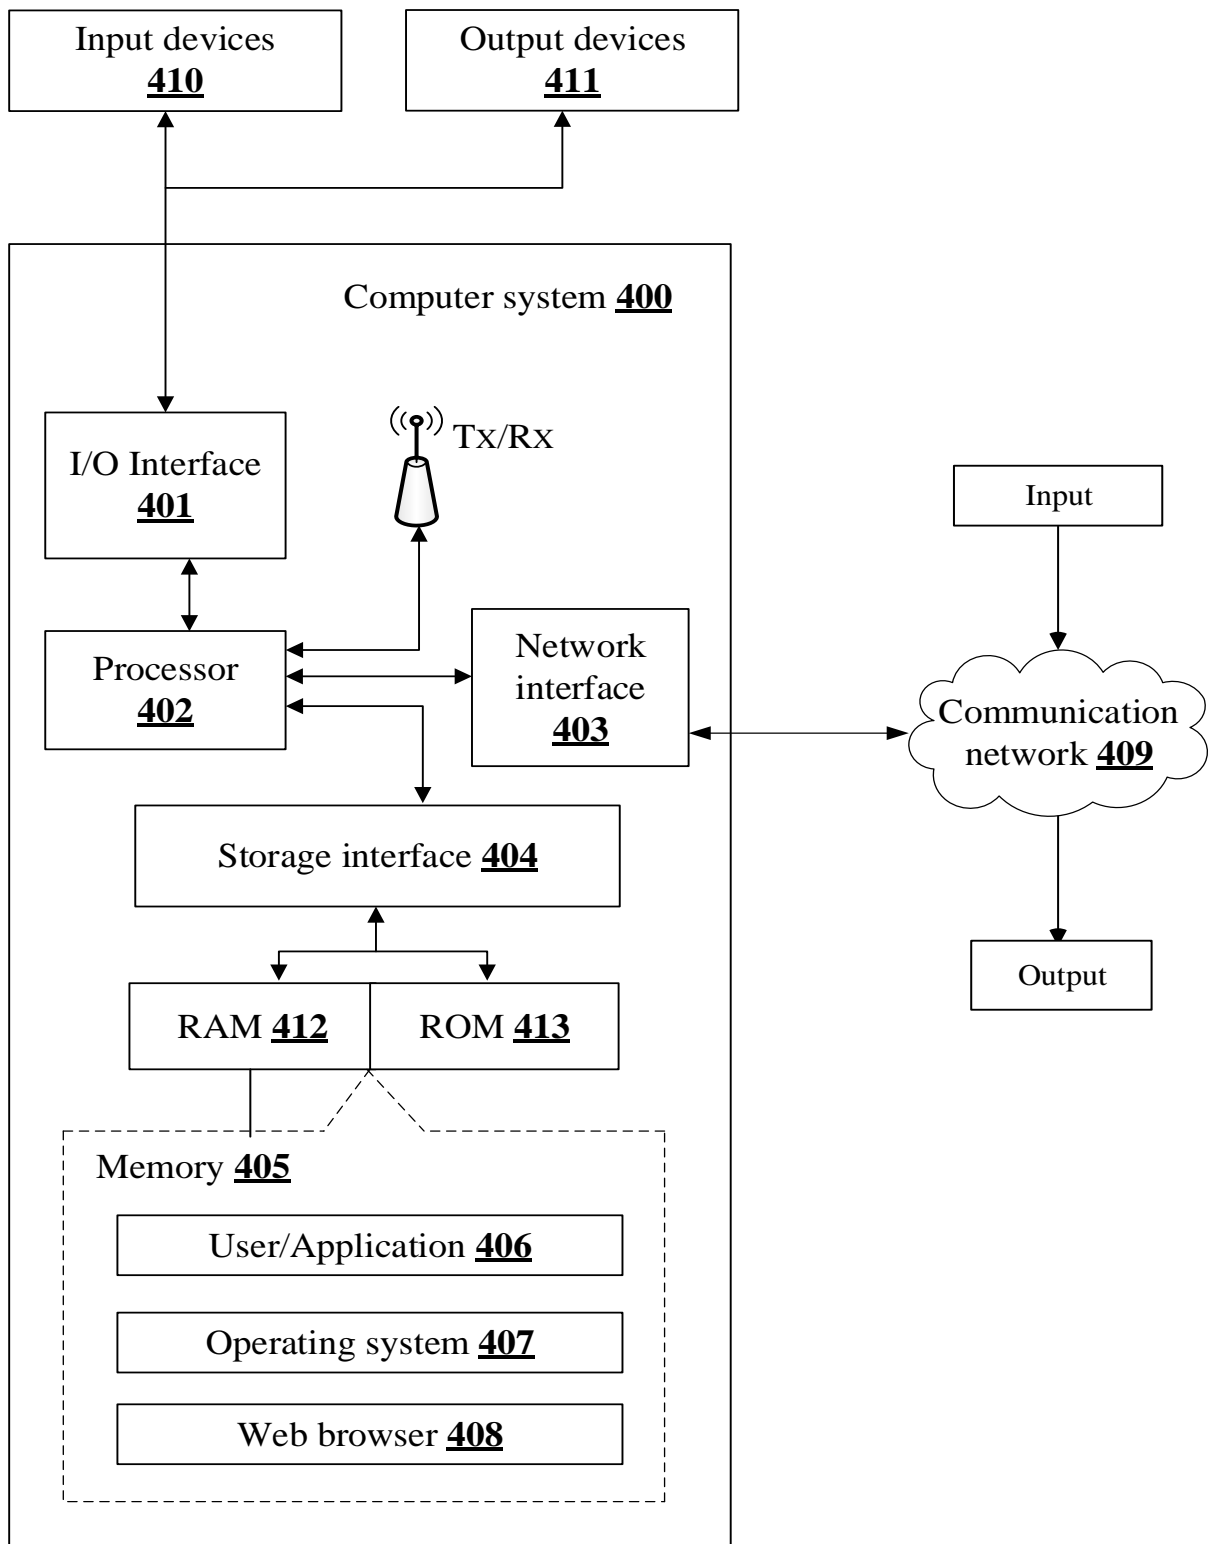 Input devices
410
Output devices
411
Computer system 400
I/O Interface
401
Tx/Rx
Input
Processor
402
Network
interface
403
Communication
network 409
Storage interface 404
Output
RAM 412
ROM 413
Memory 405
User/Application 406
Operating system 407
Web browser 408